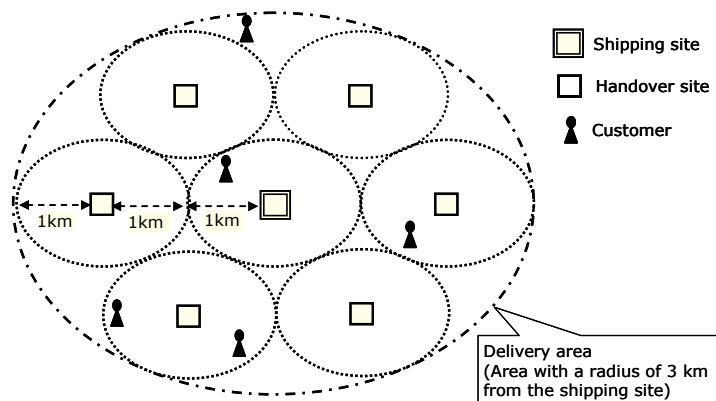 Shipping site
Handover site
Customer
1km
1km
1km
Delivery area
(Area with a radius of 3 km
from the shipping site)